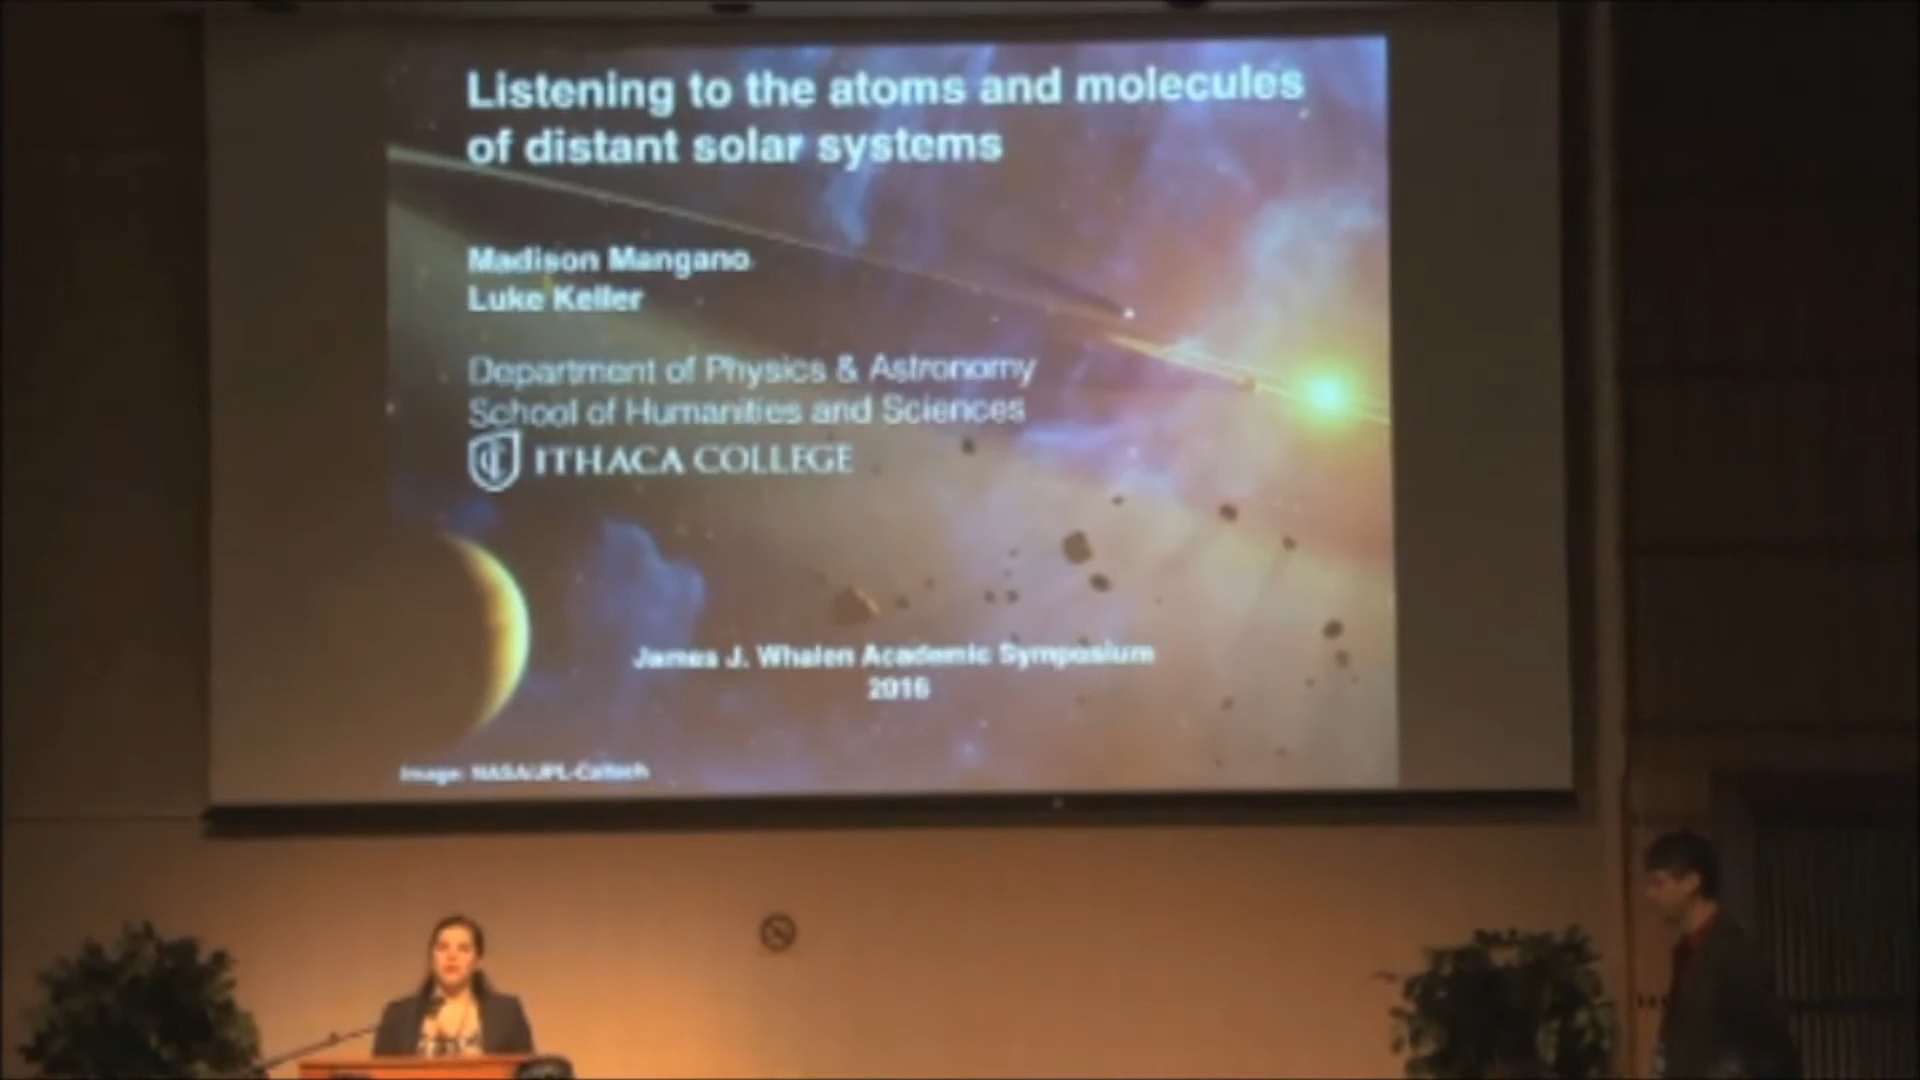 Listening to the atoms and molecules
of distant solar systems
Madison Mangano
Luke Keller
Department of Physics & Astronomy
School of Humanities and Sciences
ITHACA COLLEGE
James J. Whalen Academic Symposium
2016
Image: NASA/JPL-Caltech